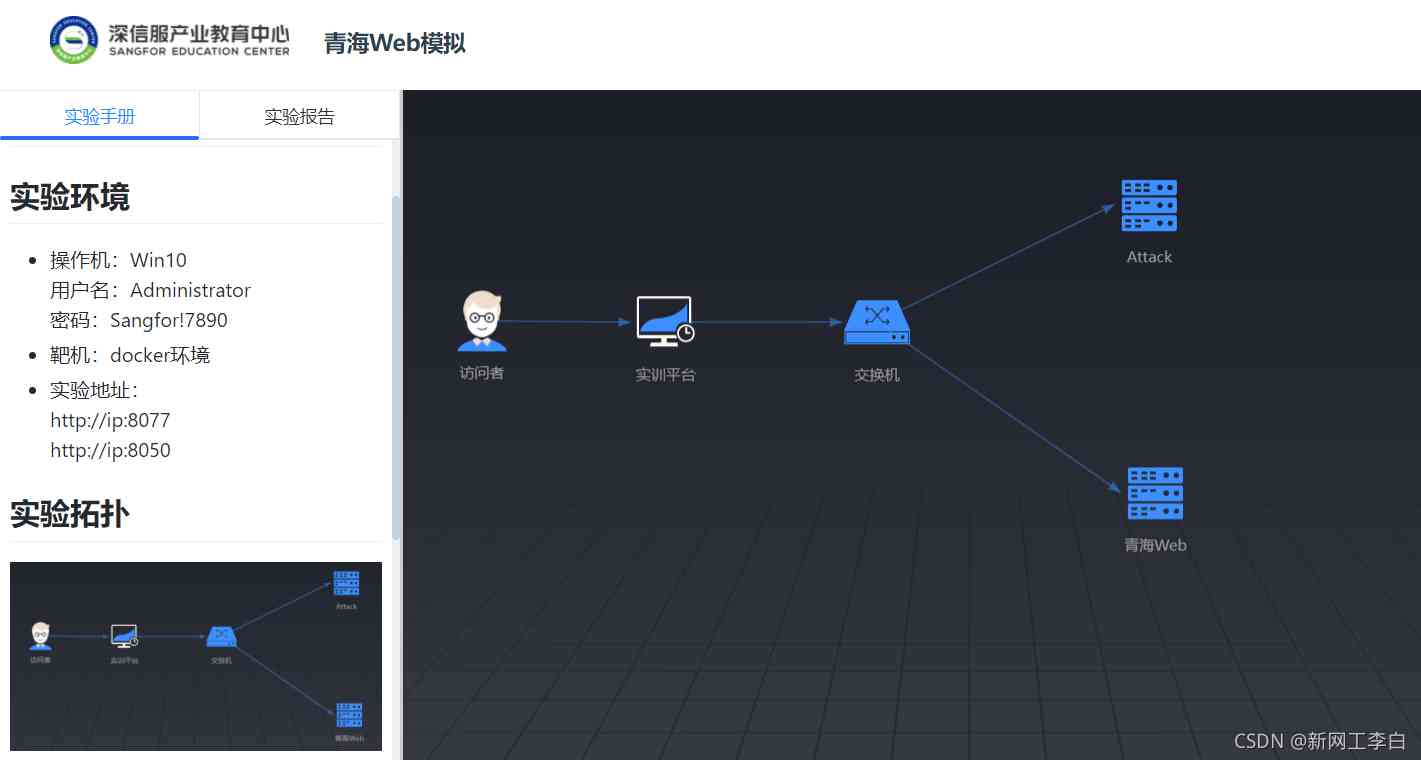 深信服产业教育中心
SANGFOR EDUCATION CENTER
青海Web模拟
实验手册
实验报告
实验环境
操作机：Win10
用户名：Administrator
密码：Sangfor!7890
靶机：docker环境
实验地址：
http://ip:8077
http://ip:8050
实验拓扑
Attack
访问者
实训平台
交换机
青海Web
Attack
访问者
实训平台
交换机
青海Web
CSDN @新网工李白